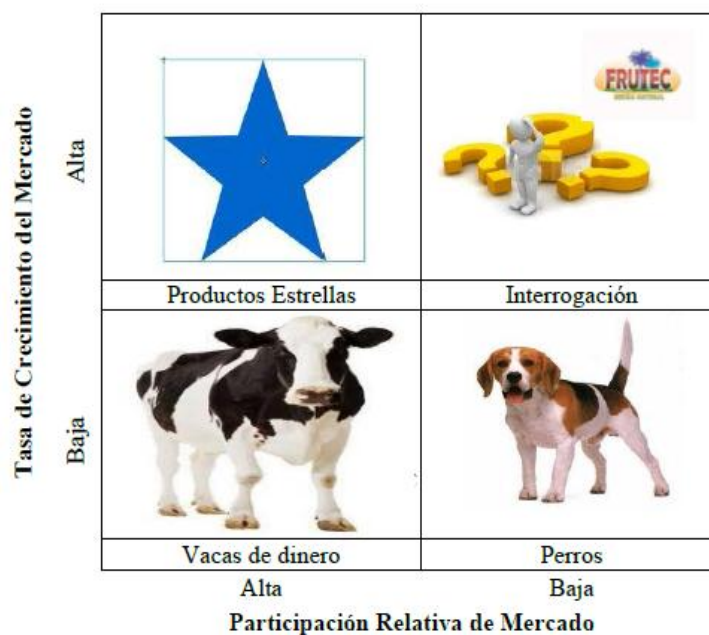 Tasa de Crecimiento del Mercado
Alta
FRUTEC
Productos Estrellas
Interrogación
Baja
Vacas de dinero
Perros
Alta
Baja
Participación Relativa de Mercado